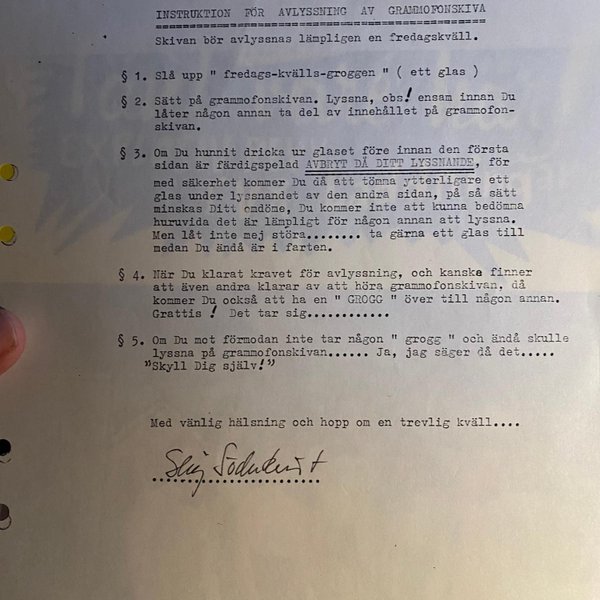 INSTRUKTION FÖR AVLYSSNING AV GRAMMOFONSKIVA
Skivan bör avlyssnas lämpligen en fredagskväll.
§ 1. Slå upp " fredags-kvälls-groggen " ( ett glas )
§ 2. Sätt på grammofonskivan. Lyssna, obs! ensam innan Du
låter någon annan ta del av innehållet på grammofon-
skivan.
§ 3. Om Du hunnit dricka ur glaset före innan den första
sidan är färdigspelad AVBRYT DÅ DITT LYSSNANDE, för
med säkerhet kommer Du då att tömma ytterligare ett
glas under lyssnandet av den andra sidan, på så sätt
minskas Ditt omdöme, Du kommer inte att kunna bedömma
huruvida det är lämpligt för någon annan att lyssna.
Men låt inte mej störa........ ta gärna ett glas till
medan Du ändå är i farten.
§ 4. När Du klarat kravet för avlyssning, och kanske finner
att även andra klarar av att höra grammofonskivan, då
kommer Du också att ha en " GROGG " över till någon annan.
Grattis ! Det tar sig............
§ 5. Om Du mot förmodan inte tar någon " grogg " och ändå skulle
lyssna på grammofonskivan...... Ja, jag säger då det.....
"Skyll Dig själv!"
Med vänlig hälsning och hopp om en trevlig kväll....